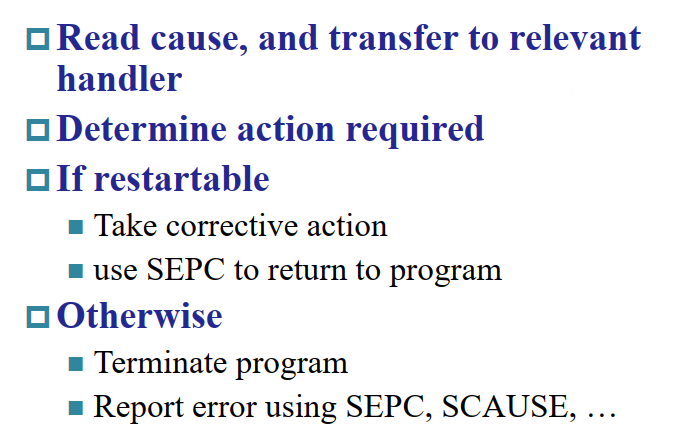 Read cause, and transfer to relevant
handler
Determine action required
If restartable
Take corrective action
use SEPC to return to program
Otherwise
Terminate program
Report error using SEPC, SCAUSE, …